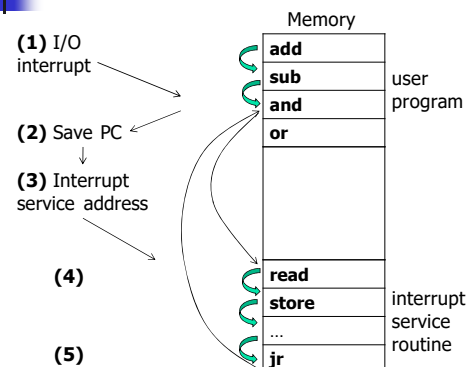 Memory
(1) I/O
interrupt
add
sub
and
or
user
program
(2) Save PC
(3) Interrupt
service address
(4)
read
store
...
jr
interrupt
service
routine
(5)